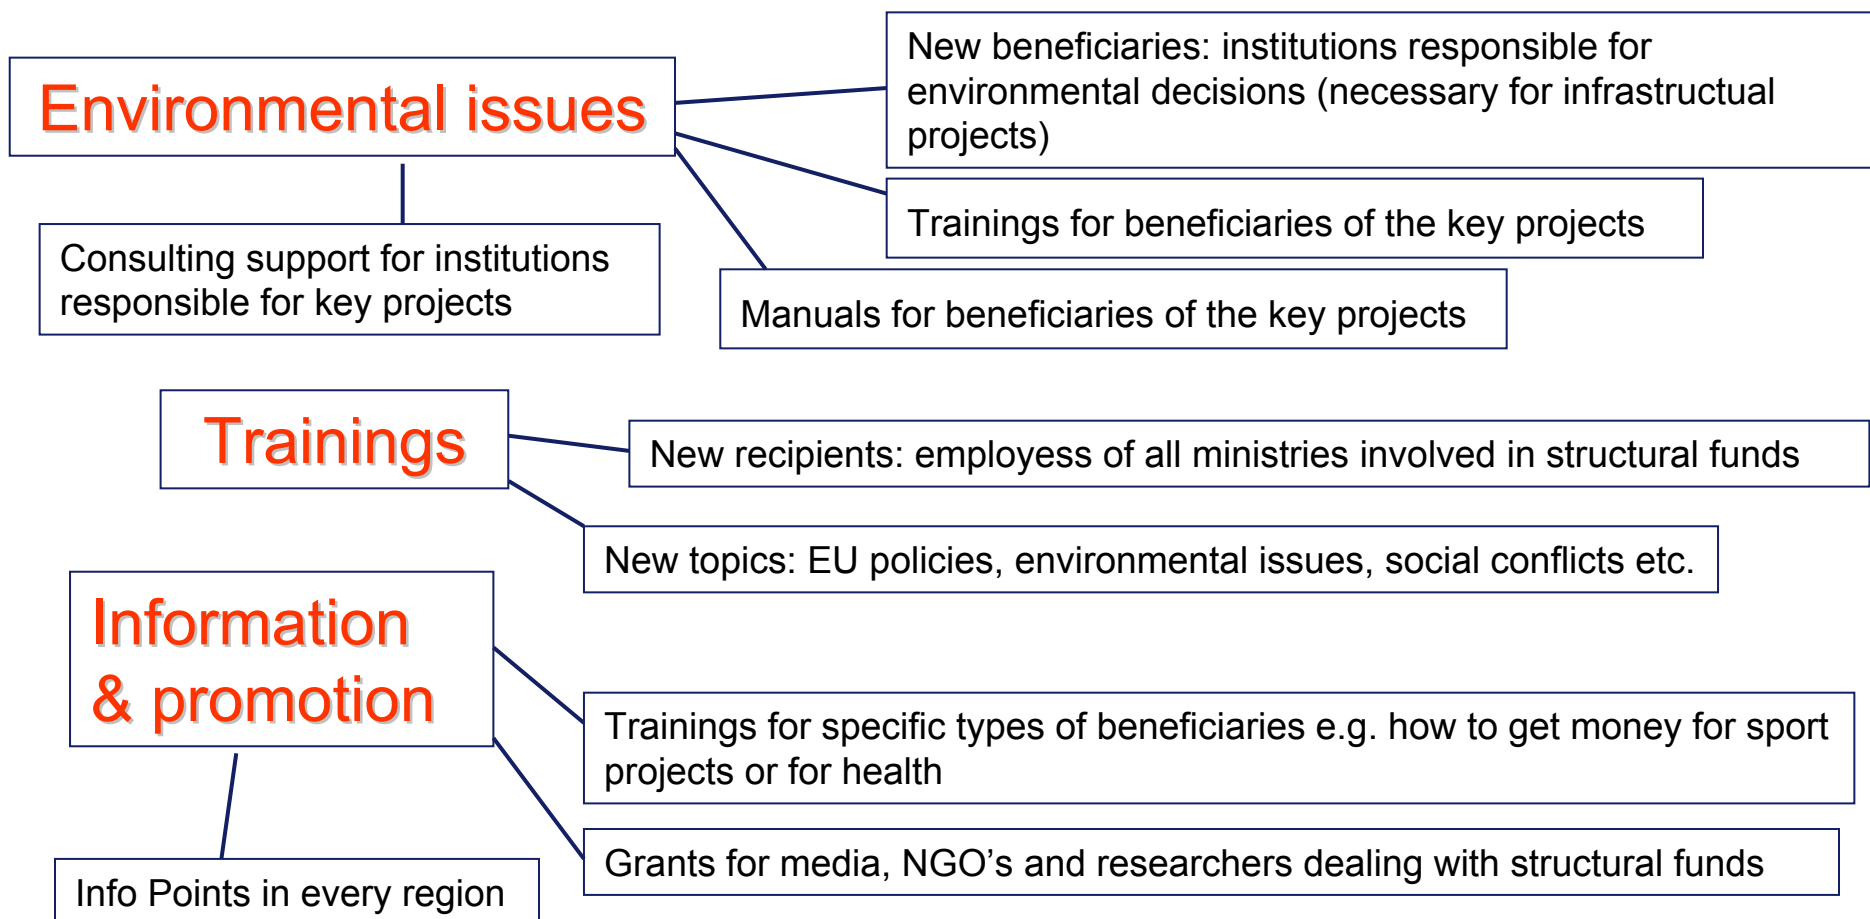 Environmental issues
New beneficiaries: institutions responsible for
environmental decisions (necessary for infrastructual
projects)
Trainings for beneficiaries of the key projects
Consulting support for institutions
responsible for key projects
Manuals for beneficiaries of the key projects
Trainings
New recipients: employess of all ministries involved in structural funds
New topics: EU policies, environmental issues, social conflicts etc.
Information
& promotion
Trainings for specific types of beneficiaries e.g. how to get money for sport
projects or for health
Grants for media, NGO’s and researchers dealing with structural funds
Info Points in every region